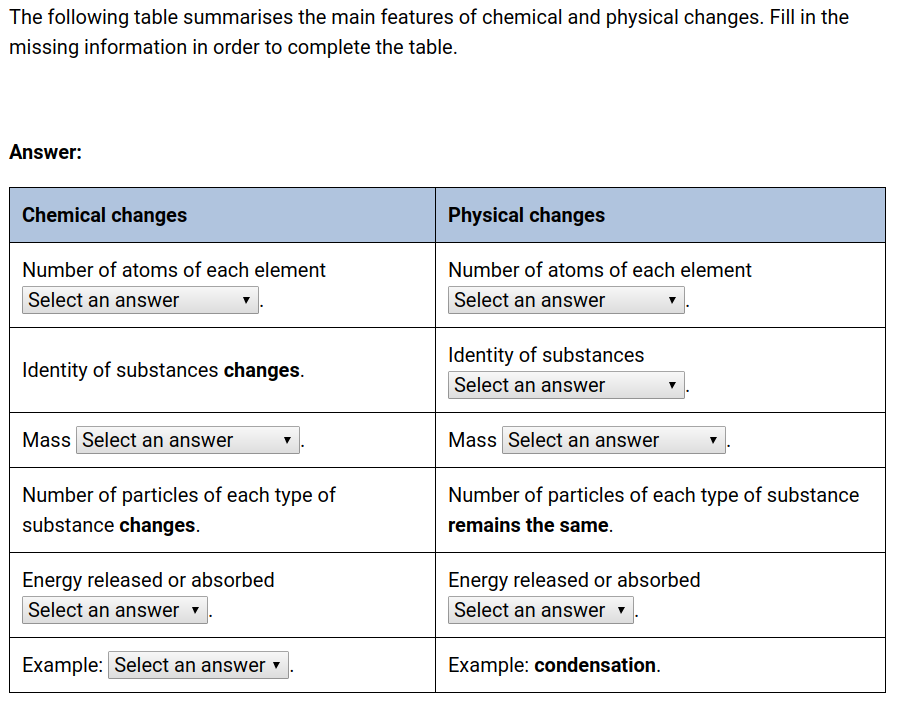 The following table summarises the main features of chemical and physical changes. Fill in the
missing information in order to complete the table.
Answer:
Chemical changes
Physical changes
Number of atoms of each element
Select an answer .
Number of atoms of each element
Select an answer .
Identity of substances changes.
Identity of substances
Select an answer .
Mass Select an answer .
Mass Select an answer .
Number of particles of each type of
substance changes.
Number of particles of each type of substance
remains the same.
Energy released or absorbed
Select an answer .
Energy released or absorbed
Select an answer .
Example: Select an answer .
Example: condensation.